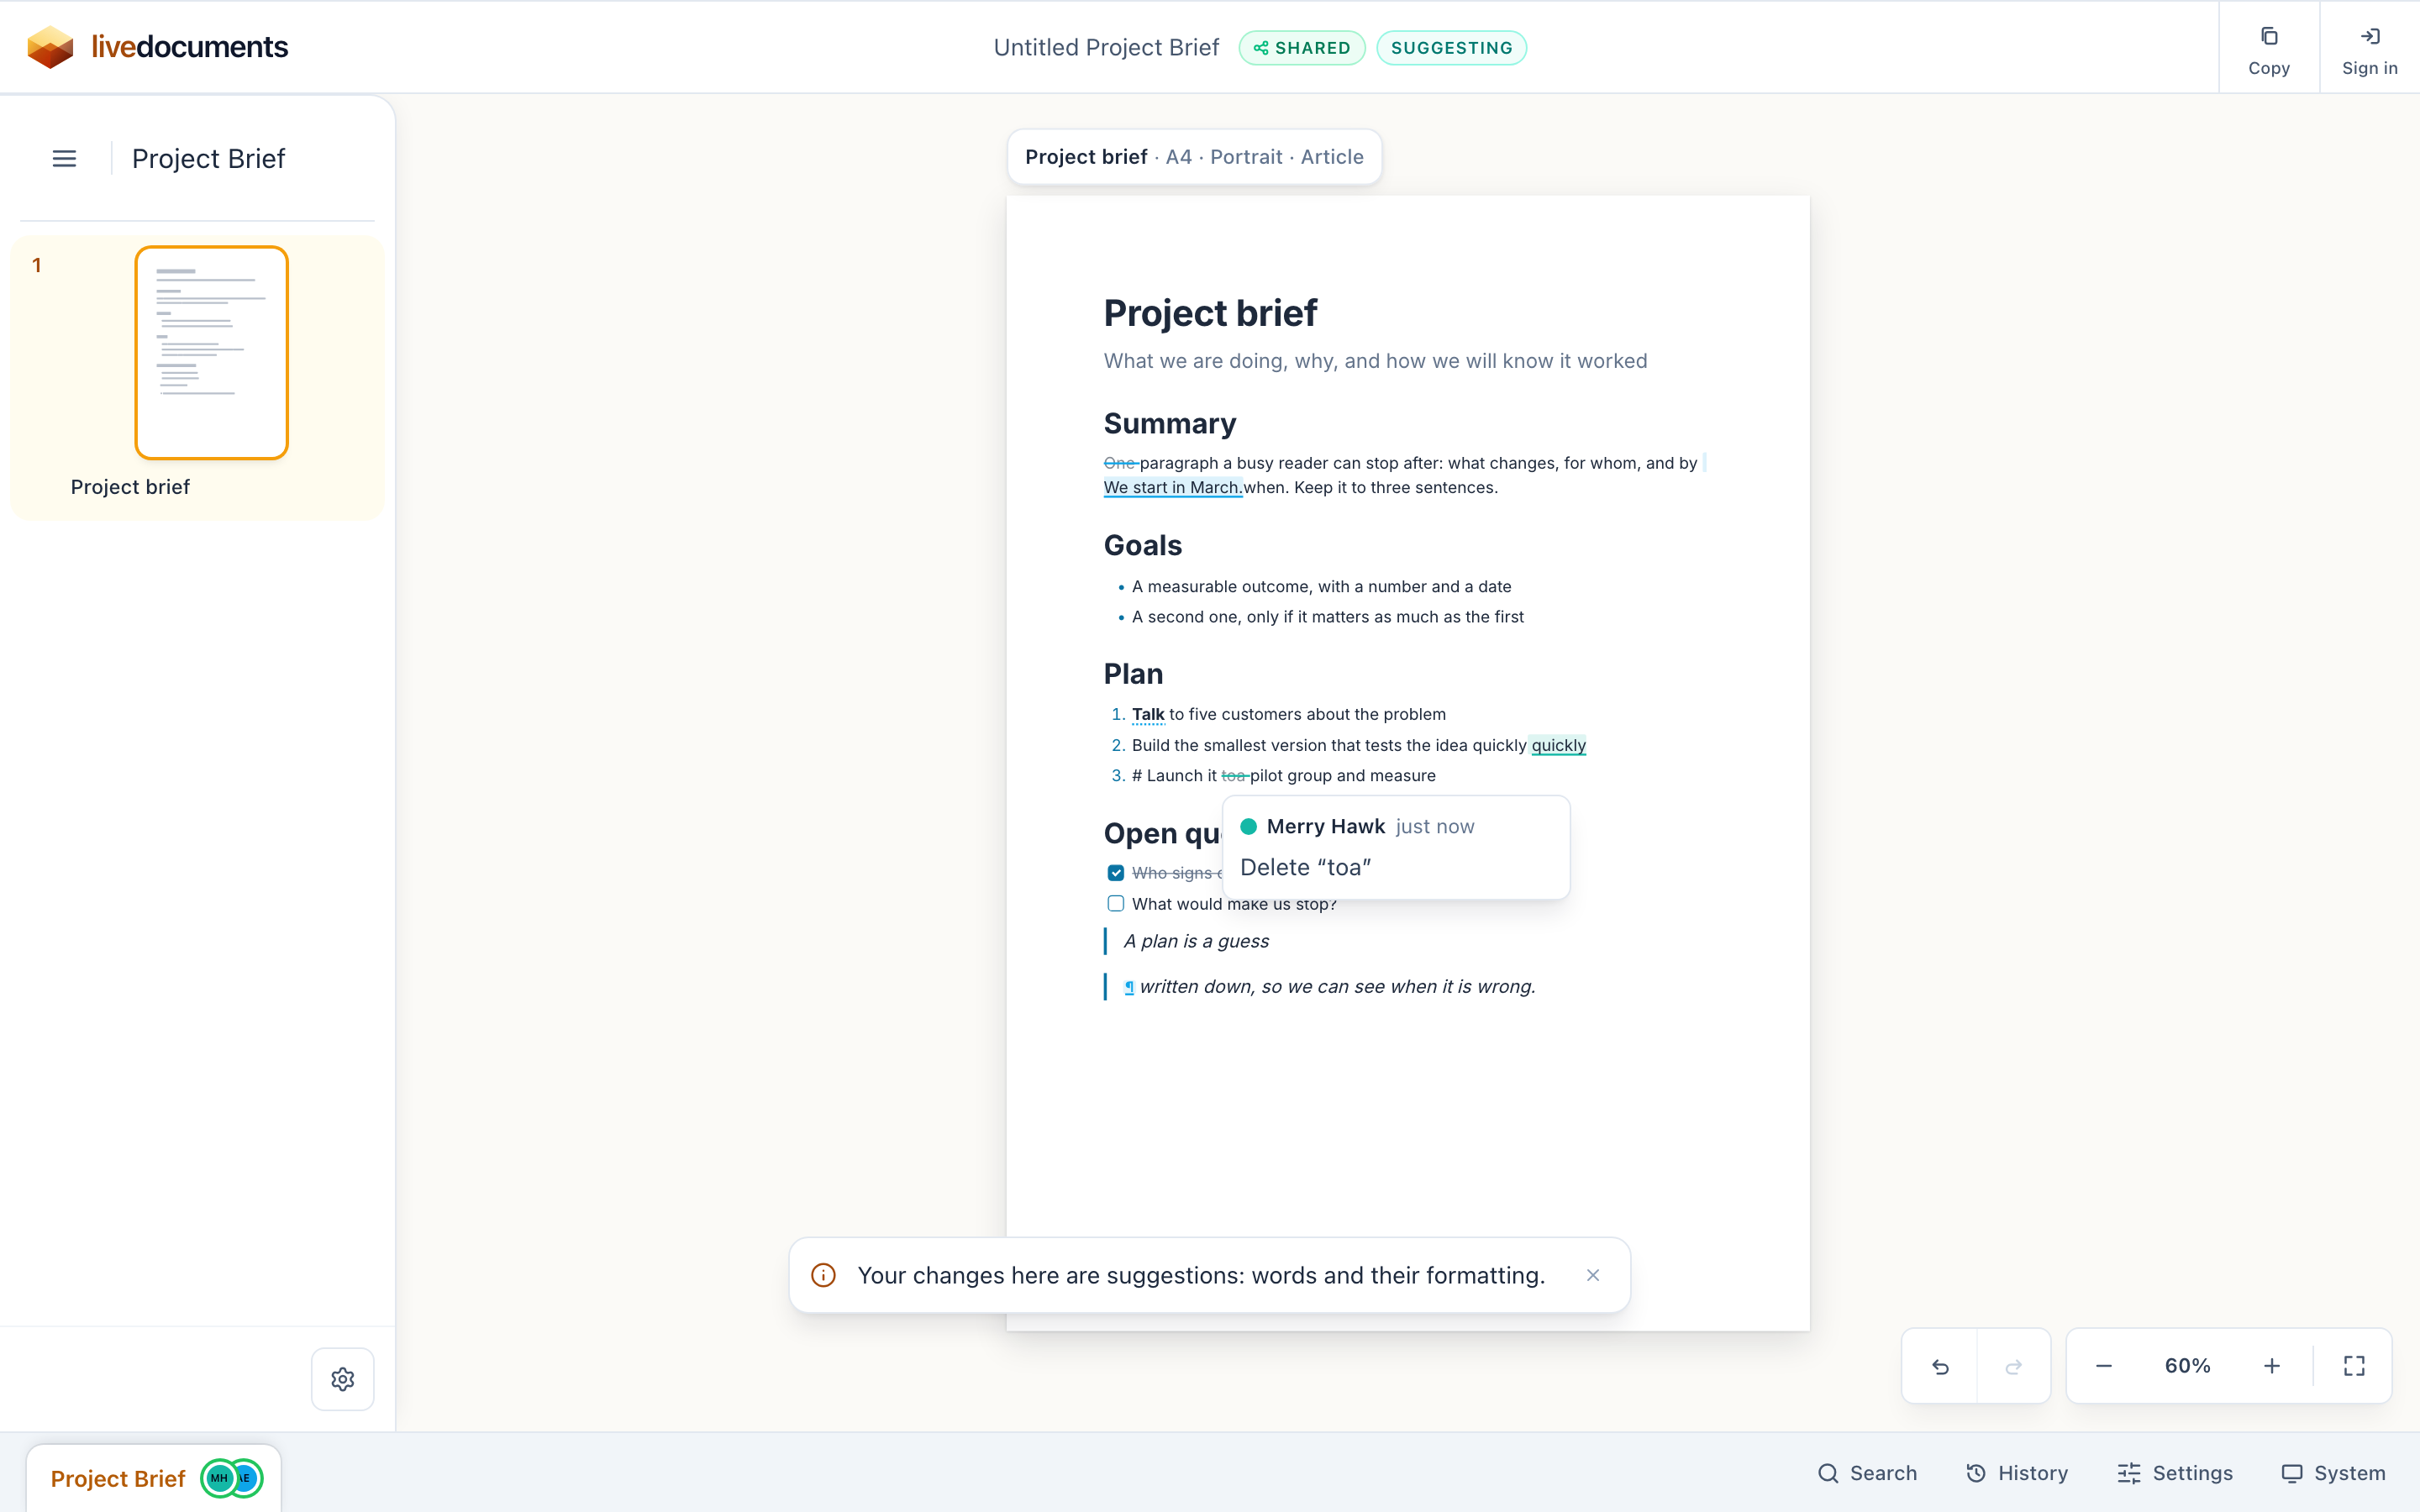 livedocuments
Untitled Project Brief
SHARED
SUGGESTING
Copy
Sign in
Project Brief
1
Project brief
Project brief · A4 · Portrait · Article
Project brief
What we are doing, why, and how we will know it worked
Summary
One paragraph a busy reader can stop after: what changes, for whom, and by
We start in March.when. Keep it to three sentences.
Goals
• A measurable outcome, with a number and a date
• A second one, only if it matters as much as the first
Plan
1. Talk to five customers about the problem
2. Build the smallest version that tests the idea quickly quickly
3. # Launch it toa pilot group and measure
Open qu
Merry Hawk just now
Delete “toa”
Who signs
What would make us stop?
A plan is a guess
¶ written down, so we can see when it is wrong.
Your changes here are suggestions: words and their formatting.
60%
Project Brief
MH
AE
Search
History
Settings
System